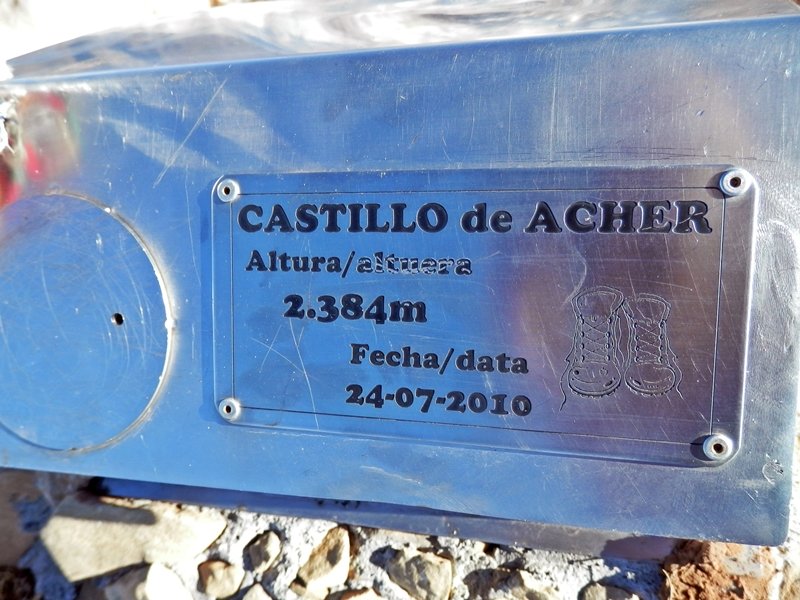 CASTILLO de ACHER
Altura/altuera
2.384m
Fecha/data
24-07-2010